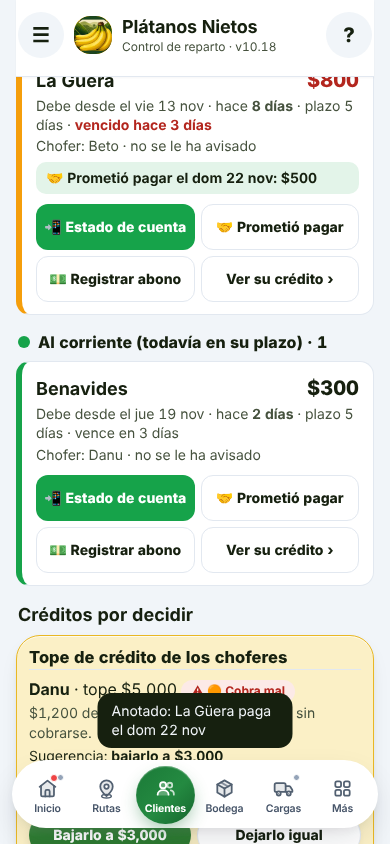 Plátanos Nietos
Control de reparto · v10.18
?
La Güera $800
Debe desde el vie 13 nov · hace 8 días · plazo 5
días · vencido hace 3 días
Chofer: Beto · no se le ha avisado
Prometió pagar el dom 22 nov: $500
Estado de cuenta
Prometió pagar
Registrar abono
Ver su crédito ›
Al corriente (todavía en su plazo) · 1
Benavides $300
Debe desde el jue 19 nov · hace 2 días · plazo 5
días · vence en 3 días
Chofer: Danu · no se le ha avisado
Estado de cuenta
Prometió pagar
Registrar abono
Ver su crédito ›
Créditos por decidir
Tope de crédito de los choferes
Danu · tope $5,000 Cobra mal
$1,200 de sin
cobrarse.
Anotado: La Güera paga
el dom 22 nov
Sugerencia: bajarlo a $3,000
Inicio
Rutas
Clientes
Bodega
Cargas
Más
Bajarlo a $3,000
Dejarlo igual